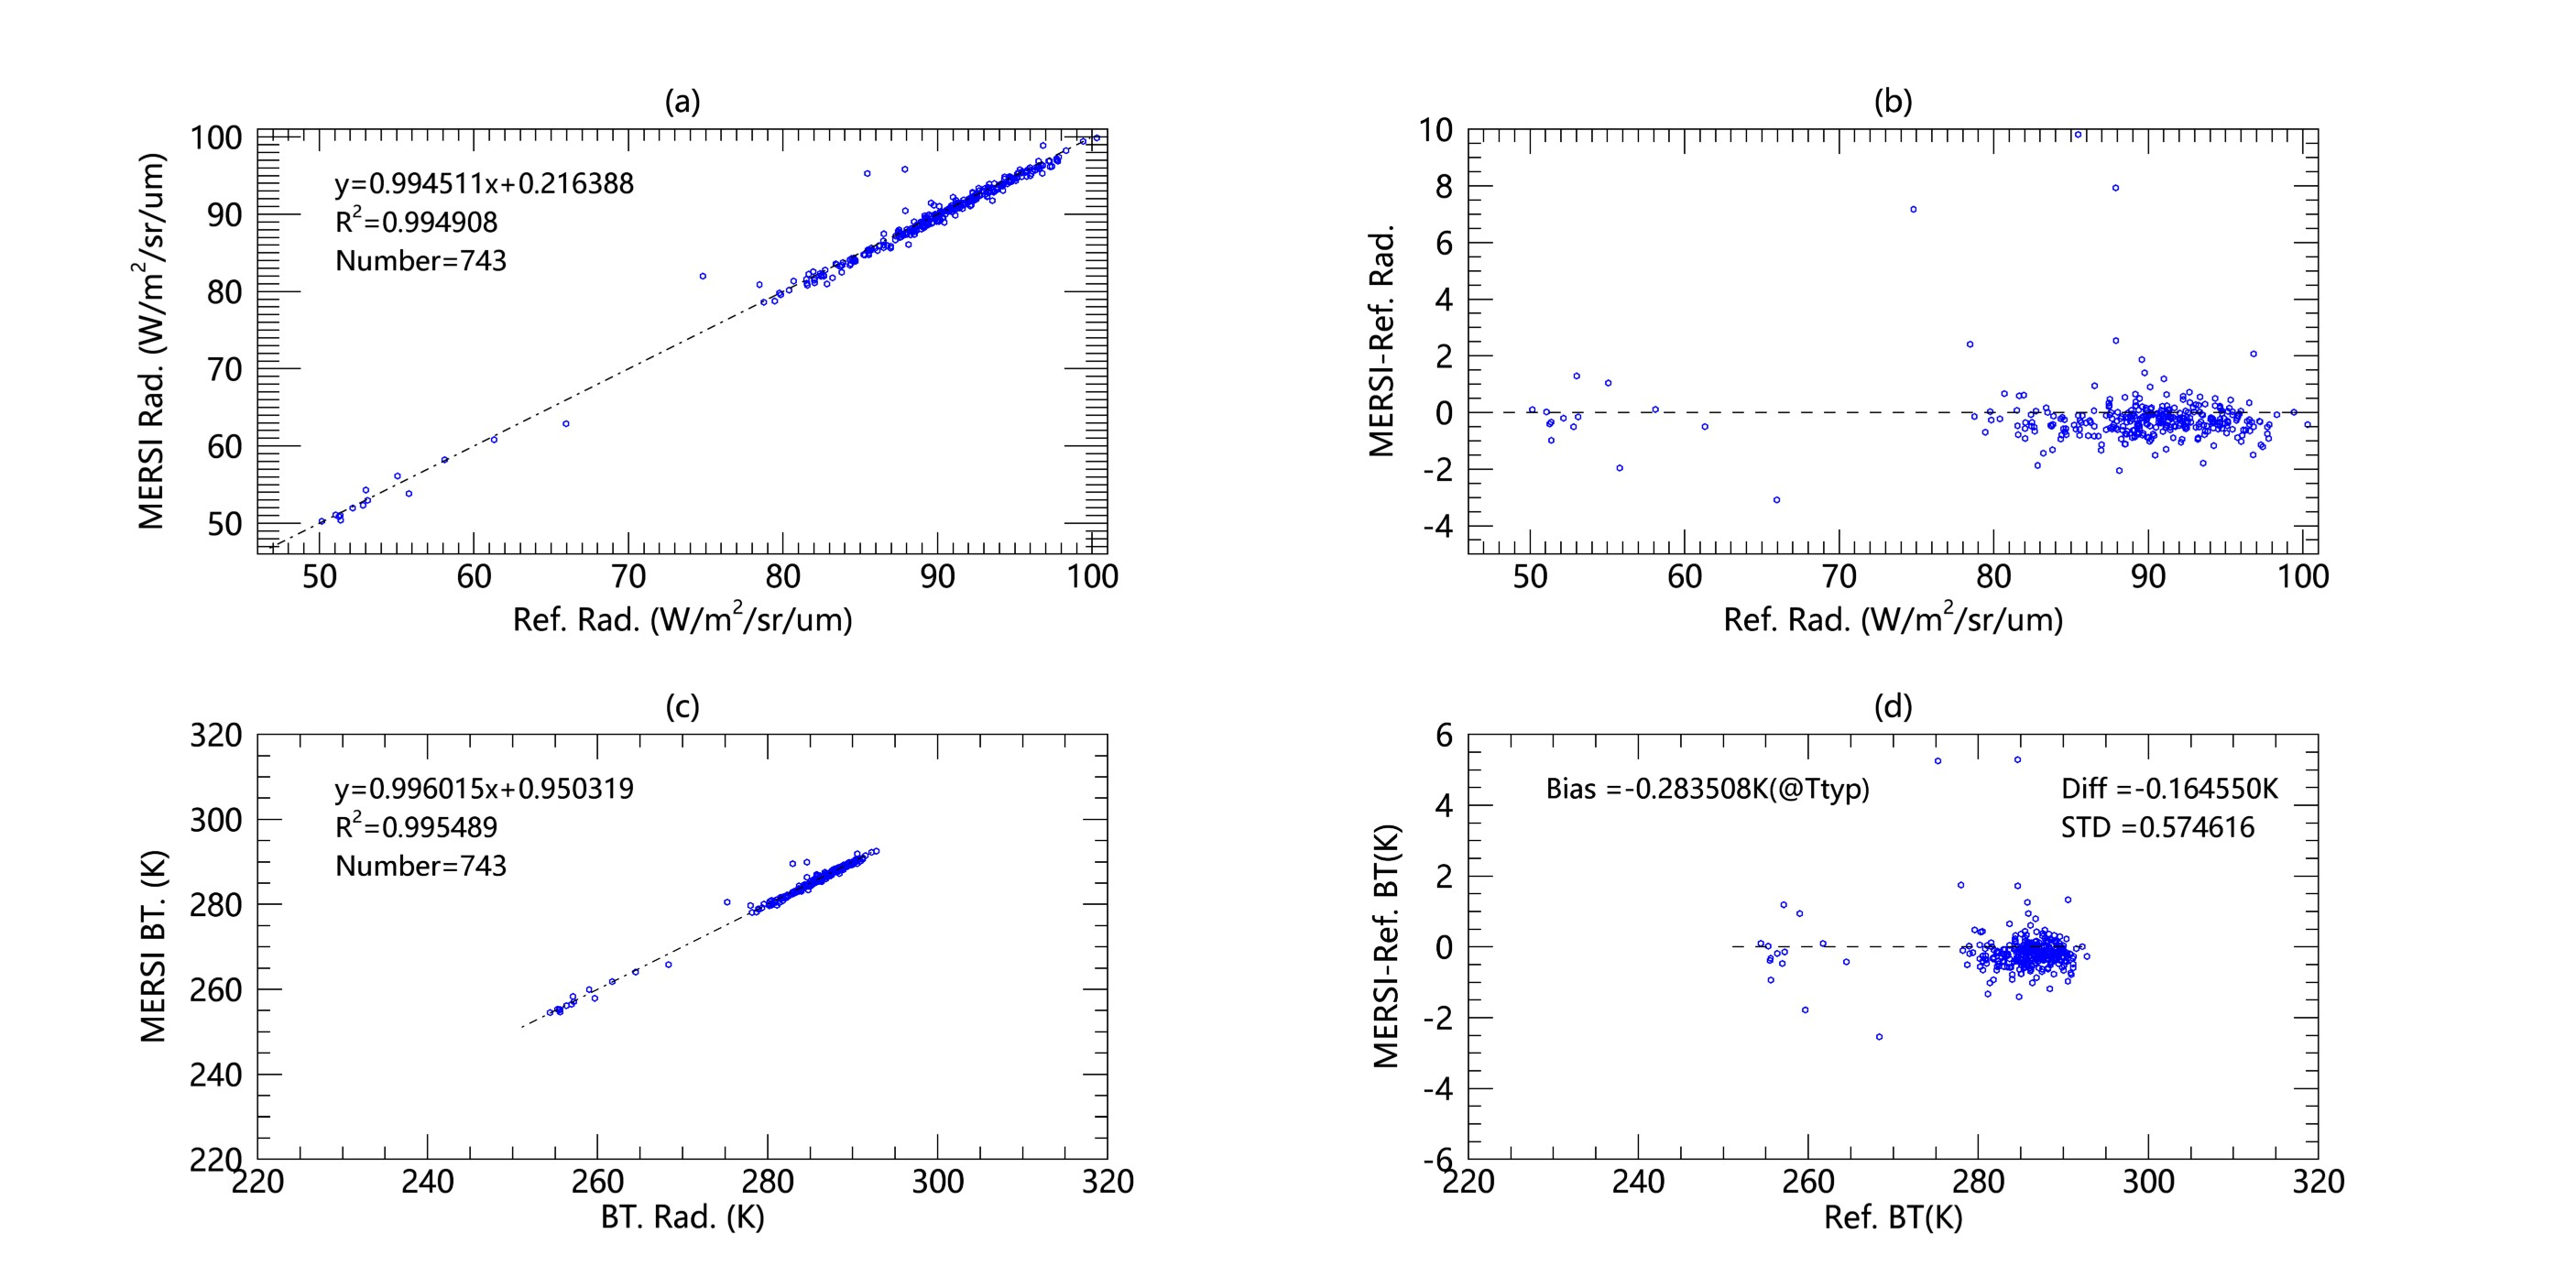 (a)
100
90
80
70
60
50
MERSI Rad. (W/m²/sr/um)
y=0.994511x+0.216388
R²=0.994908
Number=743
50 60 70 80 90 100
Ref. Rad. (W/m²/sr/um)
(b)
10
8
6
4
2
0
-2
-4
MERSI-Ref. Rad.
50 60 70 80 90 100
Ref. Rad. (W/m²/sr/um)
(c)
320
300
280
260
240
220
MERSI BT. (K)
y=0.996015x+0.950319
R²=0.995489
Number=743
220 240 260 280 300 320
BT. Rad. (K)
(d)
6
4
2
0
-2
-4
-6
MERSI-Ref. BT(K)
Bias =-0.283508K(@Ttyp)
Diff =-0.164550K
STD =0.574616
220 240 260 280 300 320
Ref. BT(K)